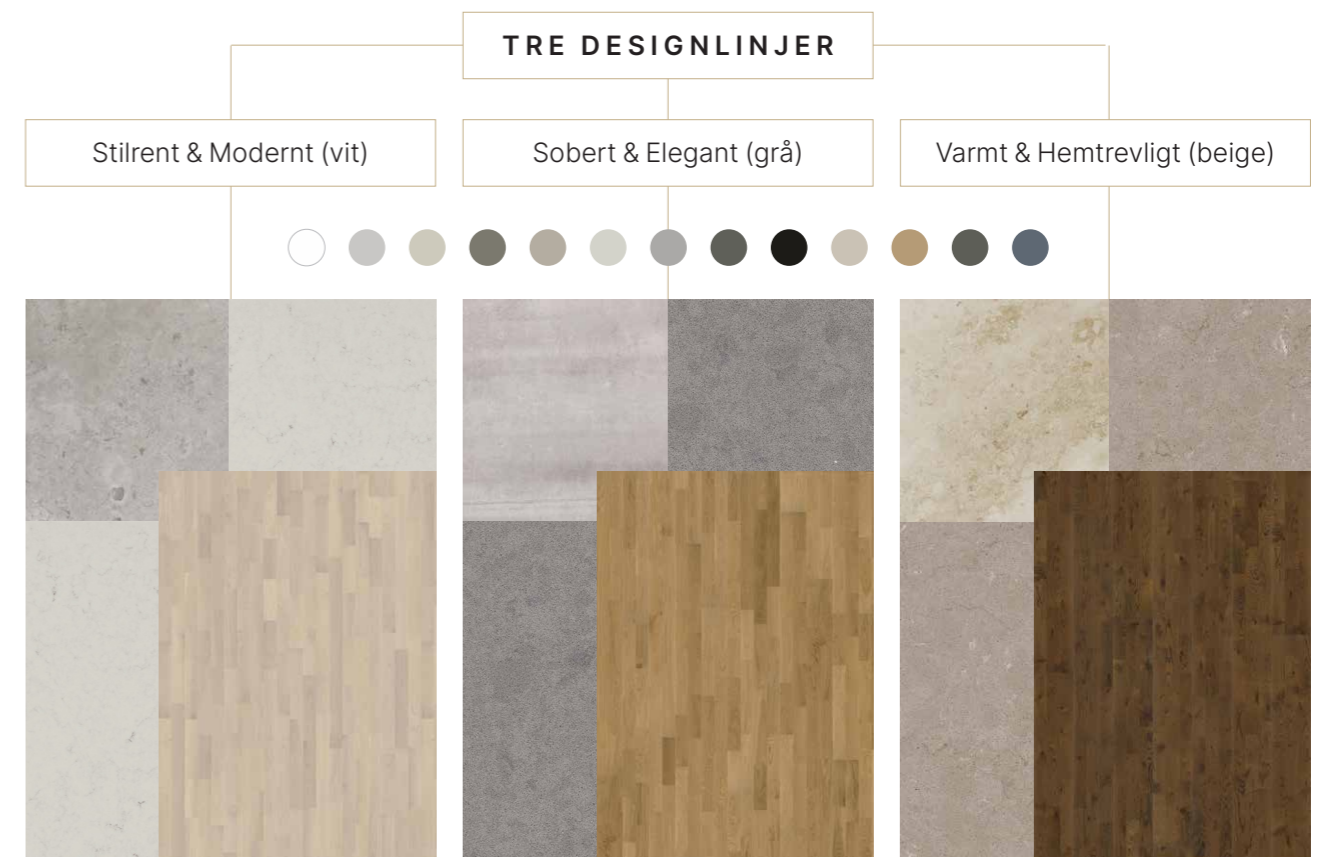 TRE DESIGNLINJER
Stilrent & Modernt (vit)
Sobert & Elegant (grå)
Varmt & Hemtrevligt (beige)